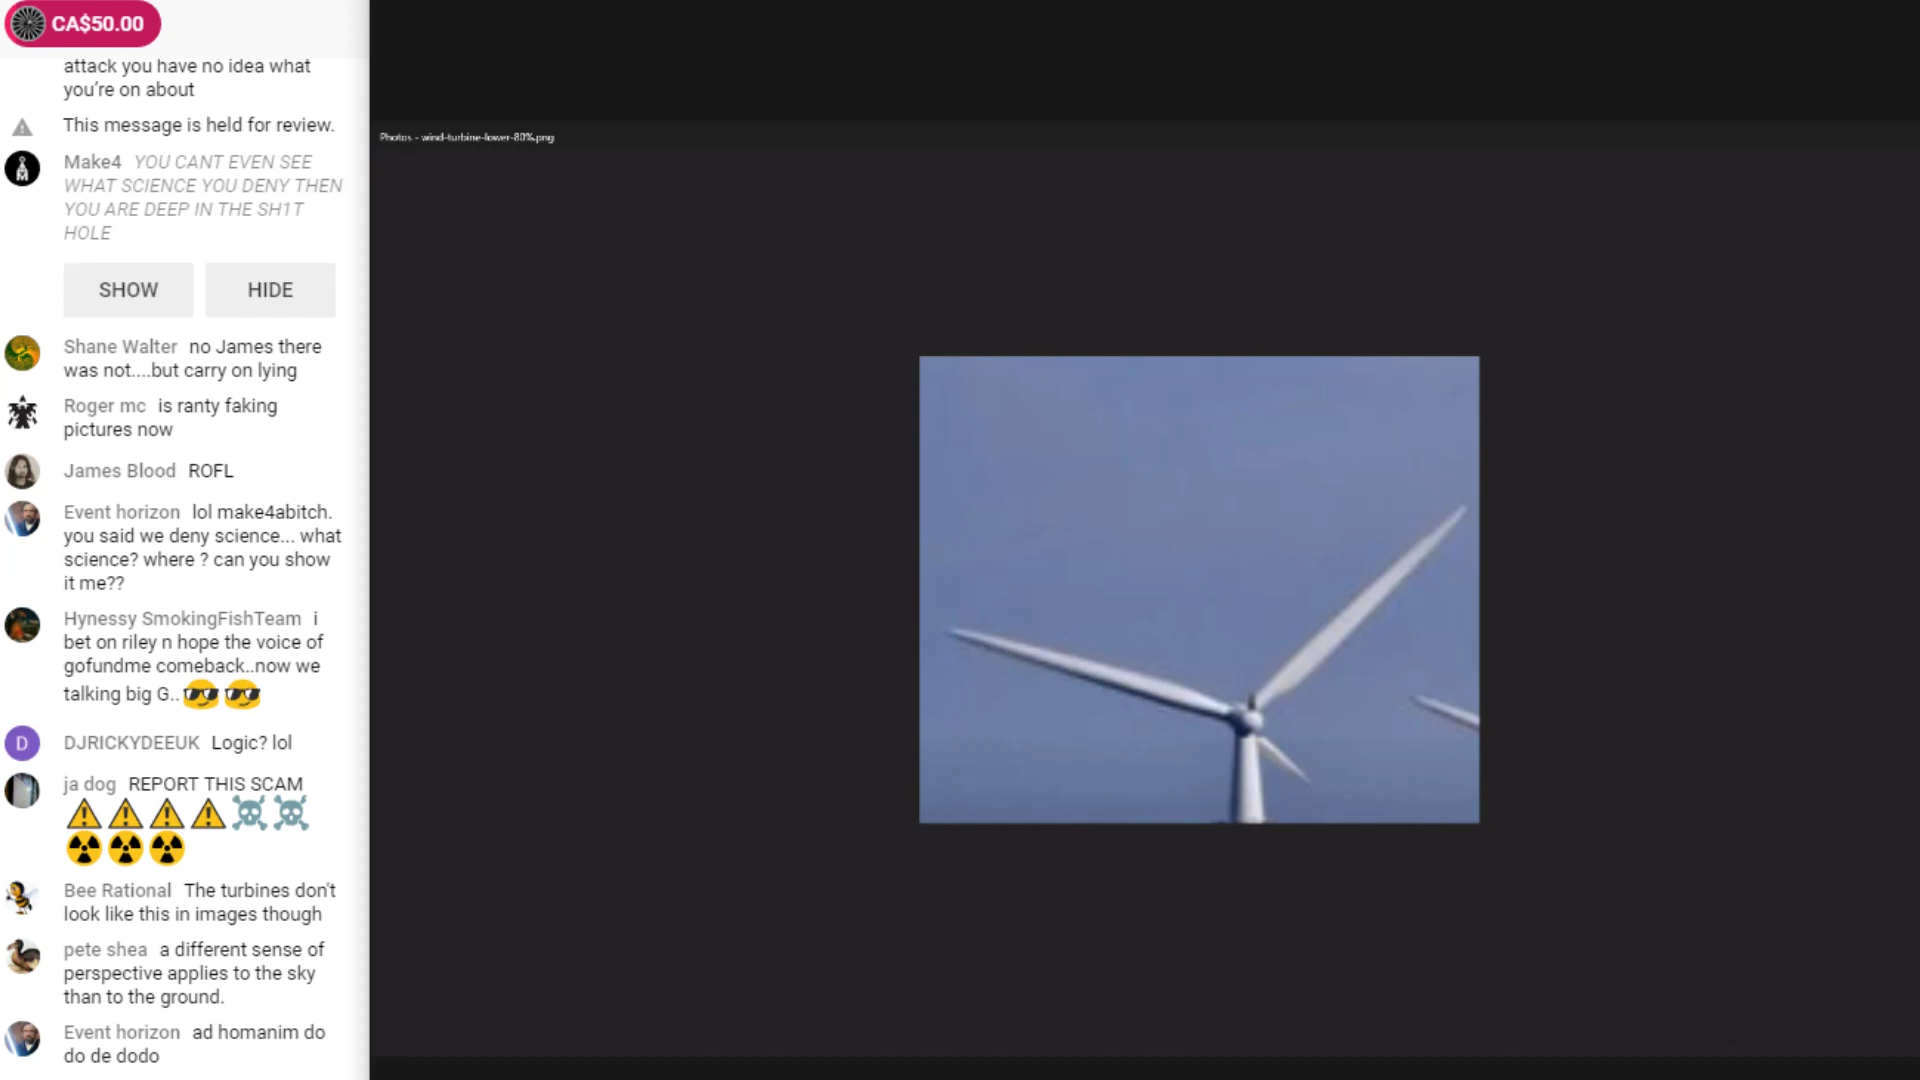 CA$50.00
attack you have no idea what
you're on about
This message is held for review.
Make4 YOU CANT EVEN SEE
WHAT SCIENCE YOU DENY THEN
YOU ARE DEEP IN THE SH1T
HOLE
SHOW HIDE
Shane Walter no James there
was not....but carry on lying
Roger mc is ranty faking
pictures now
James Blood ROFL
Event horizon lol make4abitch.
you said we deny science... what
science? where ? can you show
it me??
Hynessy SmokingFishTeam i
bet on riley n hope the voice of
gofundme comeback..now we
talking big G..
D DJRICKYDEEUK Logic? lol
ja dog REPORT THIS SCAM
Bee Rational The turbines don't
look like this in images though
pete shea a different sense of
perspective applies to the sky
than to the ground.
Event horizon ad homanim do
do de dodo
Photos - wind-turbine-lower-80%.png